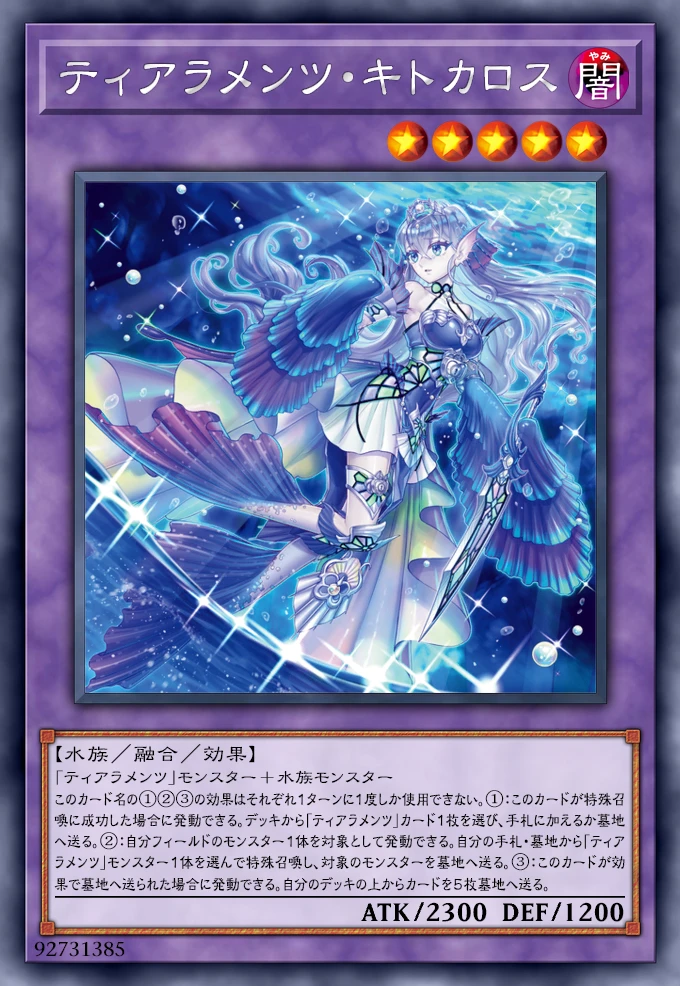 ティアラメンツ・キトカロス
やみ
闇
【水族／融合／効果】
「ティアラメンツ」モンスター＋水族モンスター
このカード名の①②③の効果はそれぞれ1ターンに1度しか使用できない。①：このカードが特殊召
喚に成功した場合に発動できる。デッキから「ティアラメンツ」カード1枚を選び、手札に加えるか墓地
へ送る。②：自分フィールドのモンスター1体を対象として発動できる。自分の手札・墓地から「ティア
ラメンツ」モンスター1体を選んで特殊召喚し、対象のモンスターを墓地へ送る。③：このカードが効
果で墓地へ送られた場合に発動できる。自分のデッキの上からカードを5枚墓地へ送る。
ATK/2300 DEF/1200
92731385